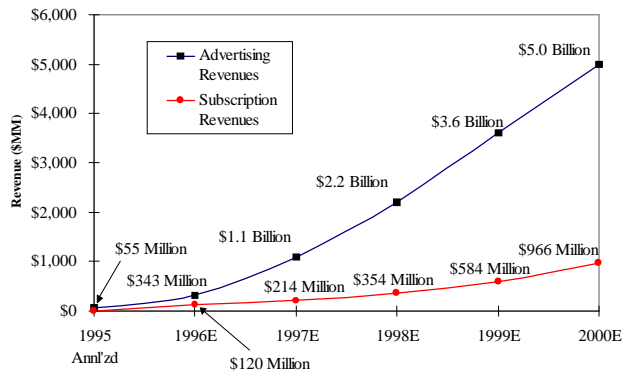 $6,000
$5,000
$4,000
$3,000
$2,000
$1,000
$0
Revenue ($MM)
Advertising
Revenues
Subscription
Revenues
$5.0 Billion
$3.6 Billion
$2.2 Billion
$1.1 Billion
$55 Million
$343 Million
$966 Million
$584 Million
$354 Million
$214 Million
$120 Million
1995
Annl'zd
1996E
1997E
1998E
1999E
2000E